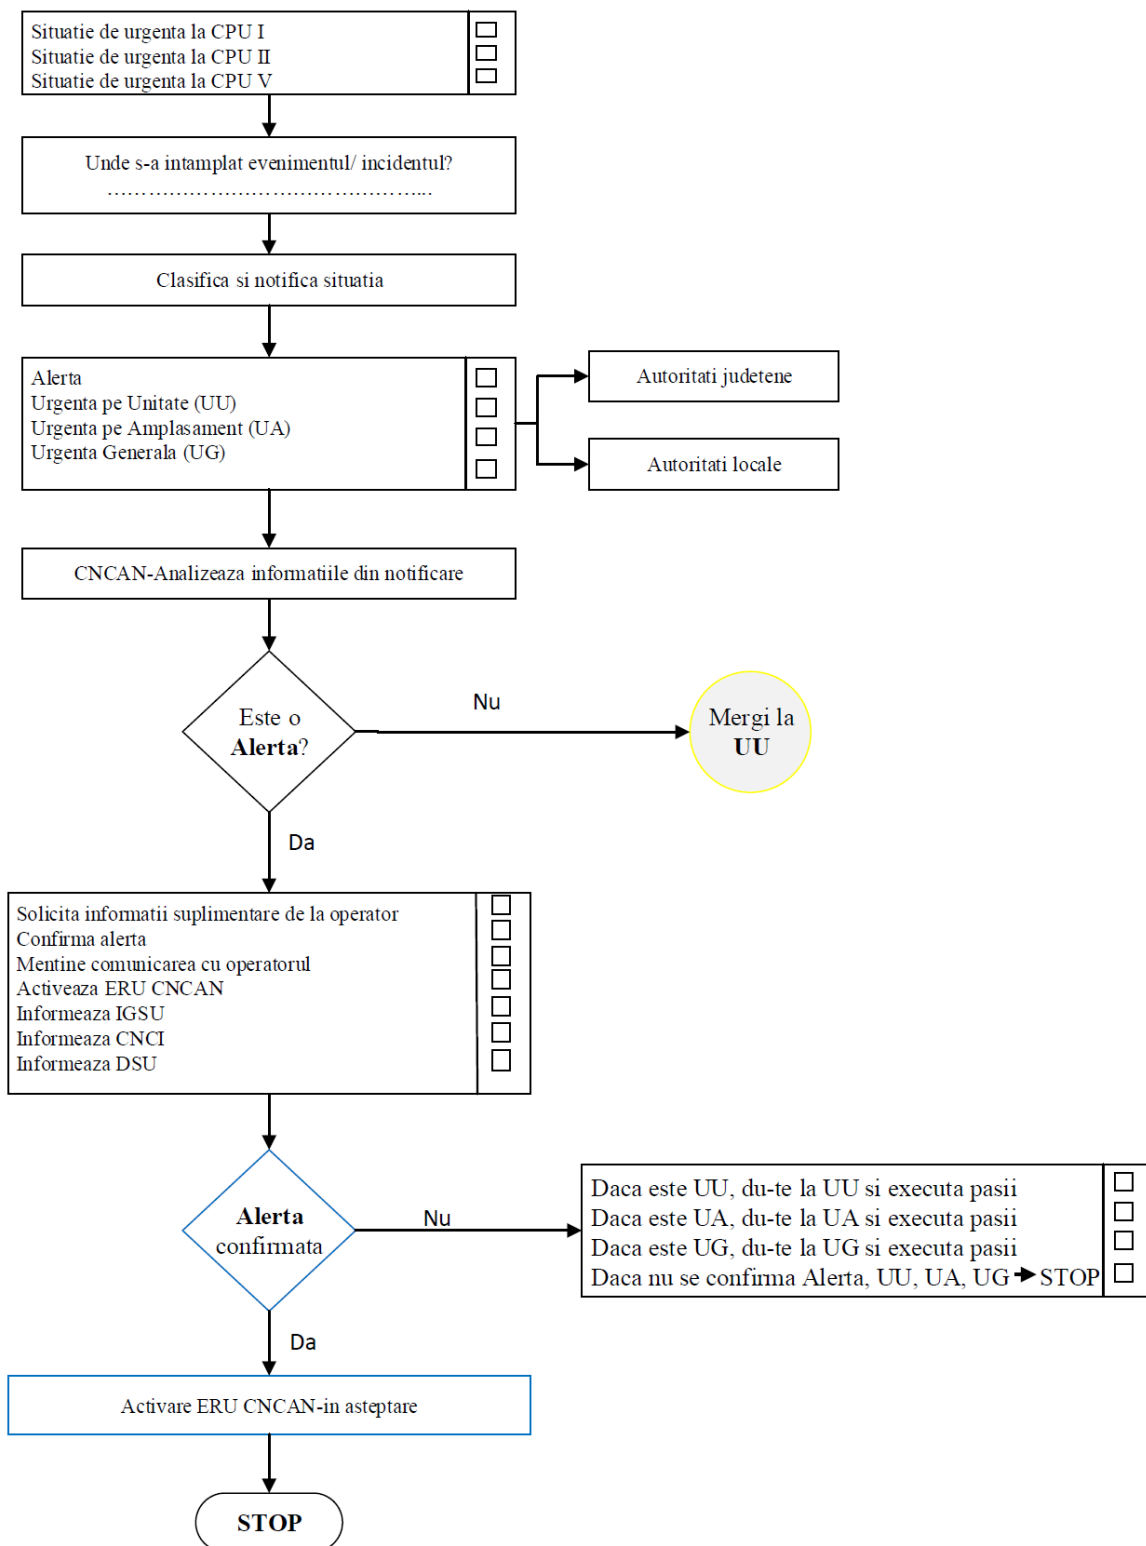 Situatie de urgenta la CPU I
Situatie de urgenta la CPU II
Situatie de urgenta la CPU V
Unde s-a intamplat evenimentul/ incidentul?
…………………………………………...
Clasifica si notifica situatia
Alerta
Urgenta pe Unitate (UU)
Urgenta pe Amplasament (UA)
Urgenta Generala (UG)
Autoritati judetene
Autoritati locale
CNCAN-Analizeaza informatiile din notificare
Este o
Alerta?
Nu
Mergi la
UU
Da
Solicita informatii suplimentare de la operator
Confirma alerta
Mentine comunicarea cu operatorul
Activeaza ERU CNCAN
Informeaza IGSU
Informeaza CNCI
Informeaza DSU
Alerta
confirmata
Nu
Daca este UU, du-te la UU si executa pasii
Daca este UA, du-te la UA si executa pasii
Daca este UG, du-te la UG si executa pasii
Daca nu se confirma Alerta, UU, UA, UG → STOP
Da
Activare ERU CNCAN-in asteptare
STOP